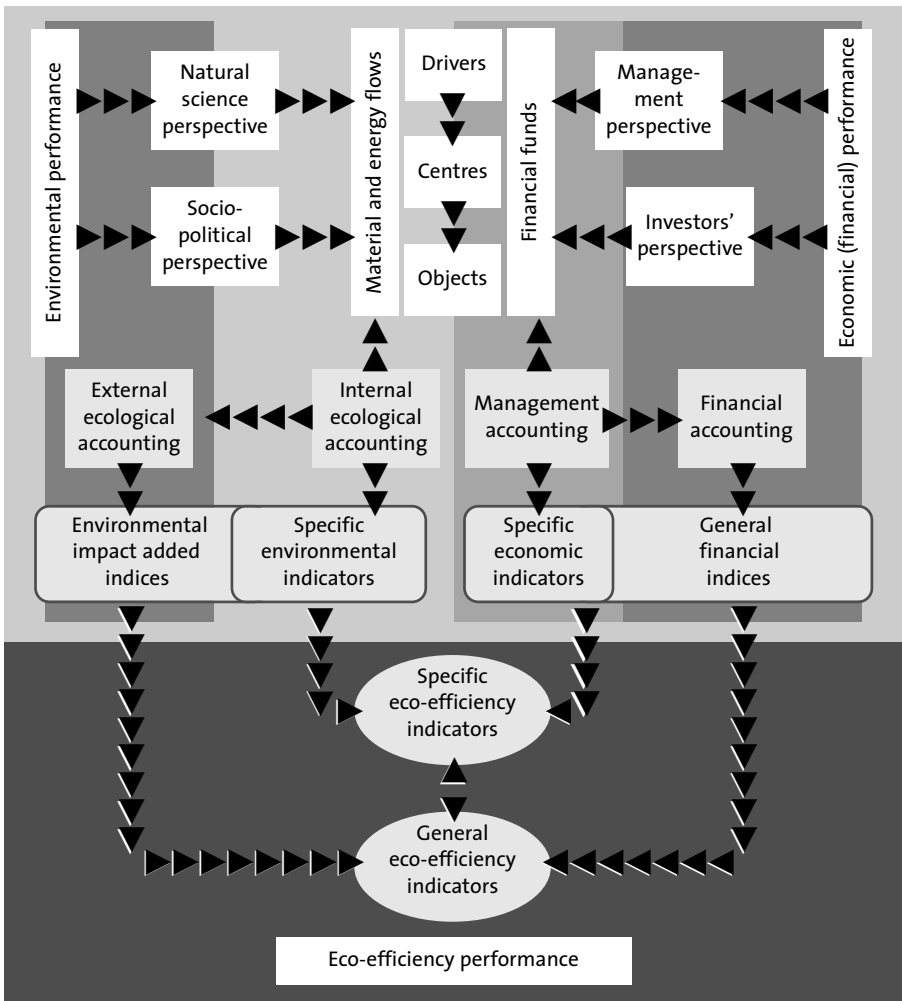 Environmental performance
Natural
science
perspective
Socio-
political
perspective
Material and energy flows
Drivers
Centres
Objects
Financial funds
Manage-
ment
perspective
Investors’
perspective
Economic (financial) performance
External
ecological
accounting
Internal
ecological
accounting
Management
accounting
Financial
accounting
Environmental
impact added
indices
Specific
environmental
indicators
Specific
economic
indicators
General
financial
indices
Specific
eco-efficiency
indicators
General
eco-efficiency
indicators
Eco-efficiency performance